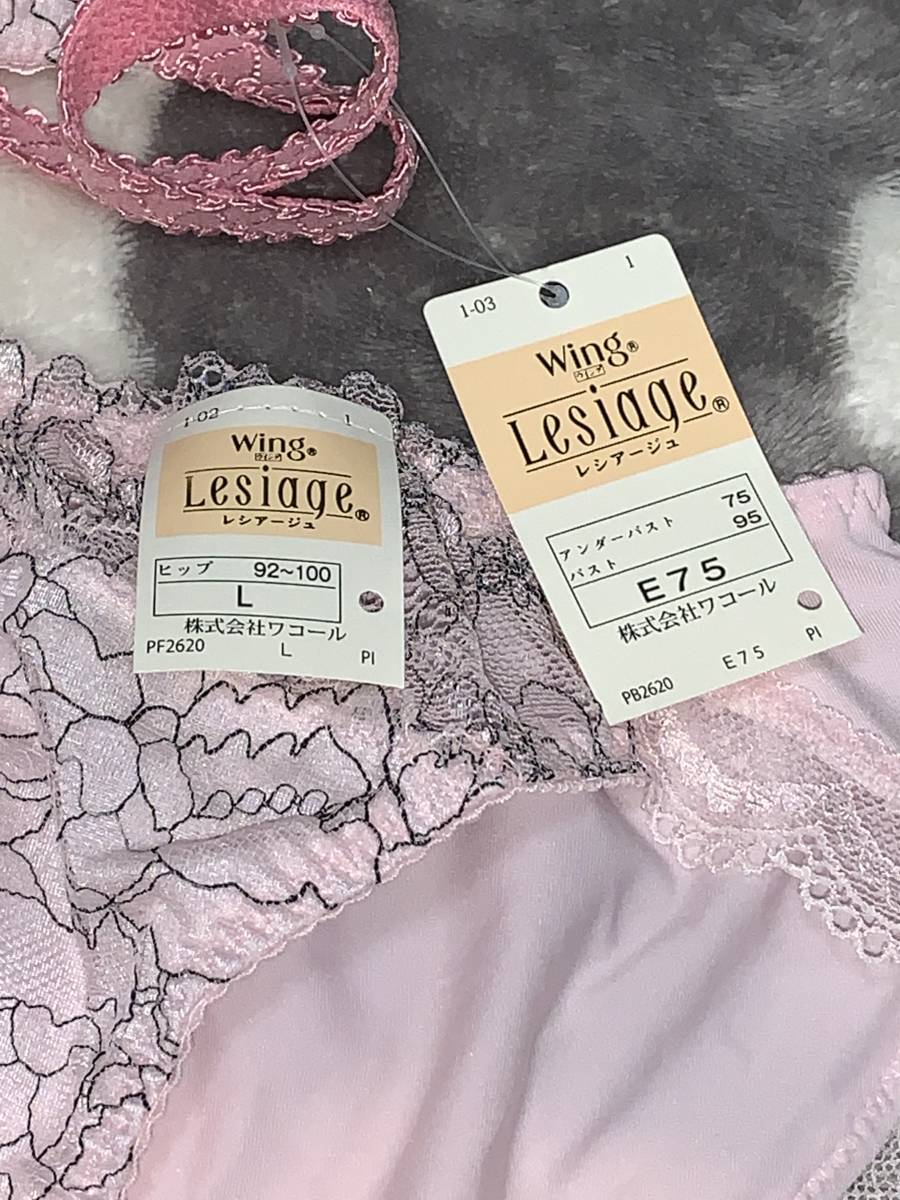 1-02 1
Wing®
ウイング
Lesiage®
レシアージュ
ヒップ 92~100
L
株式会社ワコール
PF2620 L PI
1-03 1
Wing®
ウイング
Lesiage®
レシアージュ
アンダーバスト 75
バスト 95
E75
株式会社ワコール
PB2620 E75 PI